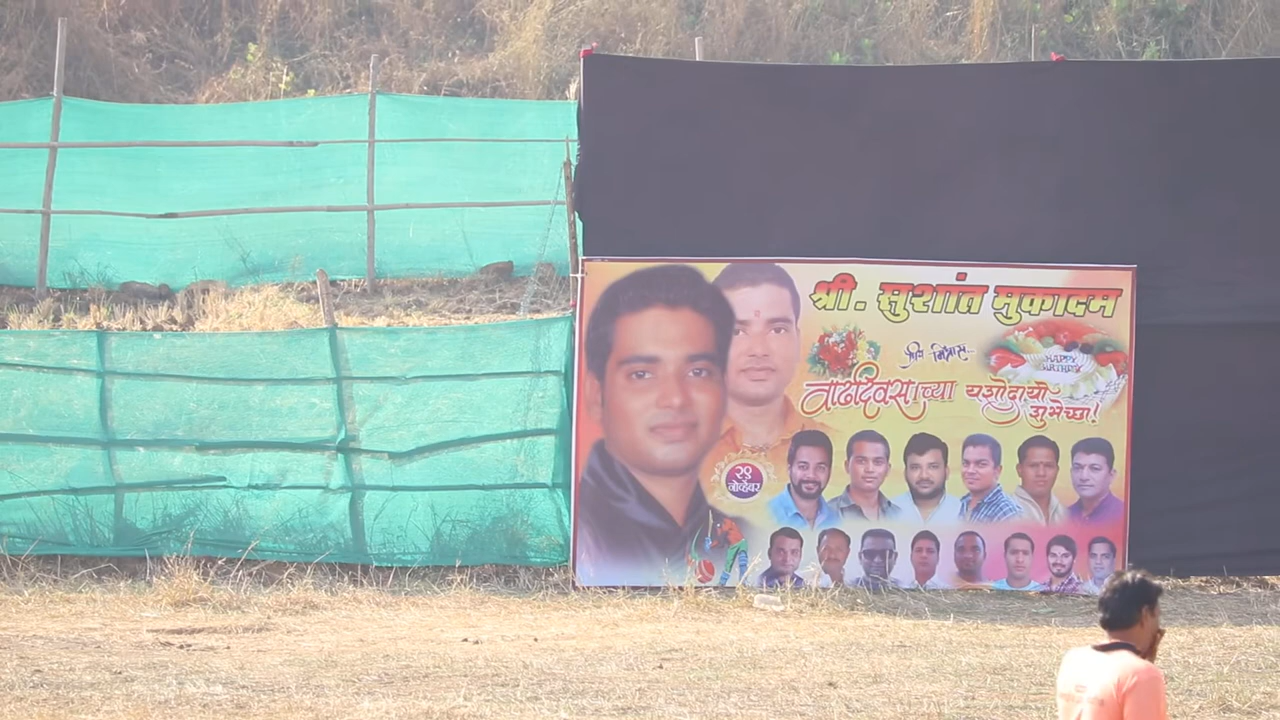 श्री. सुशांत मुकादम
प्रिय मित्रास...
HAPPY
BIRTHDAY
वाढदिवसाच्या यशोदायी
शुभेच्छा!
२९
नोव्हेंबर